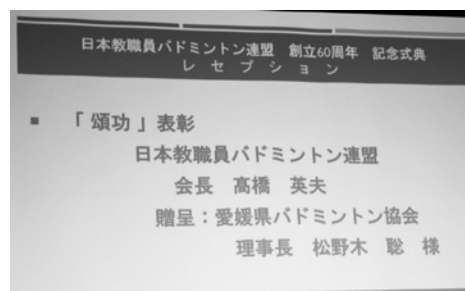 日本教職員バドミントン連盟　創立60周年　記念式典
レ　セ　プ　シ　ョ　ン
■　「 頌功 」表彰
日本教職員バドミントン連盟
会長　髙橋　英夫
贈呈：愛媛県バドミントン協会
理事長　松野木　聡　様